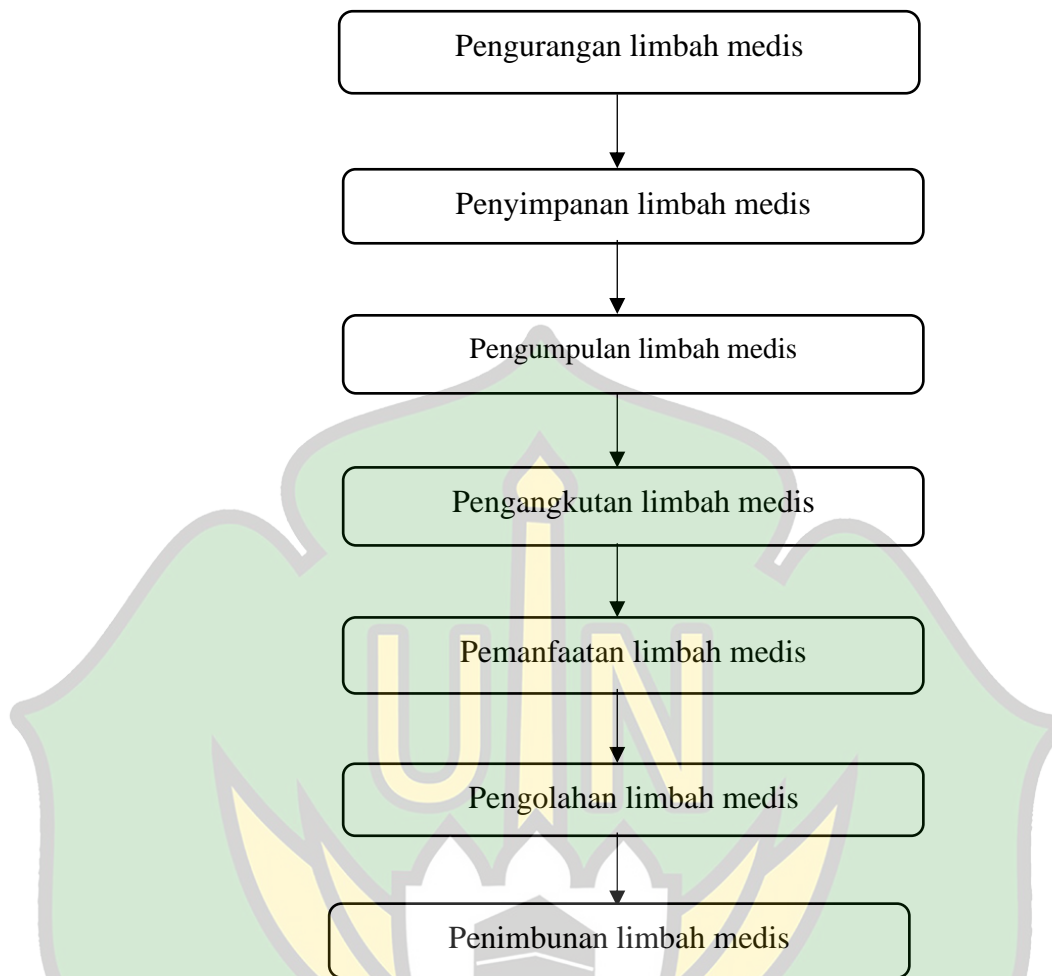 Pengurangan limbah medis
Penyimpanan limbah medis
Pengumpulan limbah medis
Pengangkutan limbah medis
Pemanfaatan limbah medis
UIN
Pengolahan limbah medis
Penimbunan limbah medis